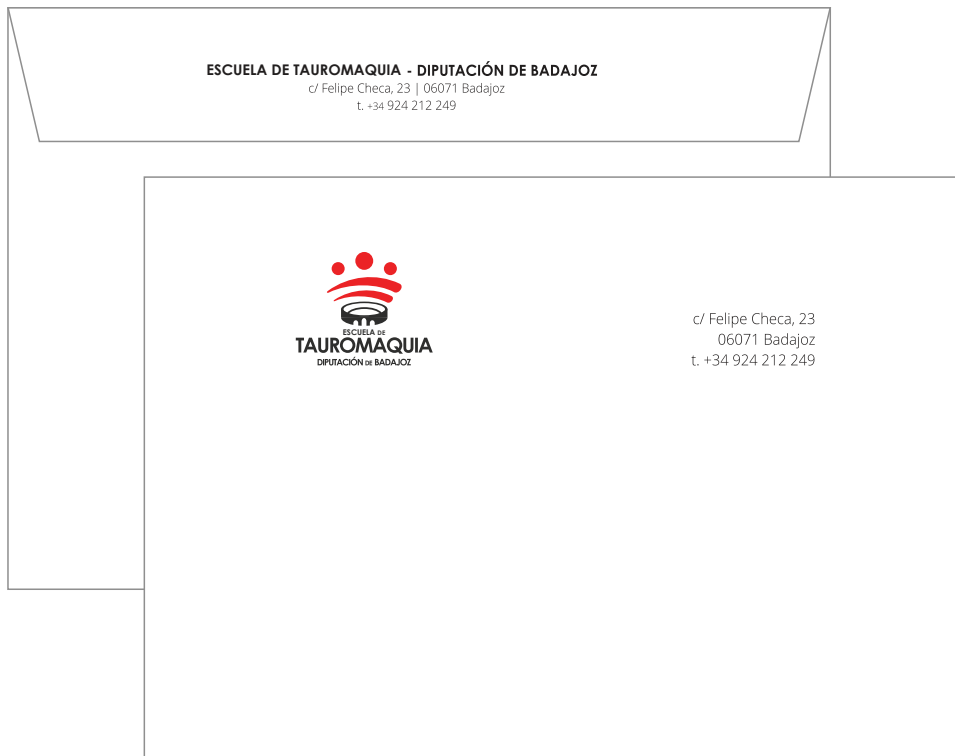 ESCUELA DE TAUROMAQUIA - DIPUTACIÓN DE BADAJOZ
c/ Felipe Checa, 23 | 06071 Badajoz
t. +34 924 212 249
ESCUELA DE
TAUROMAQUIA
DIPUTACIÓN DE BADAJOZ
c/ Felipe Checa, 23
06071 Badajoz
t. +34 924 212 249